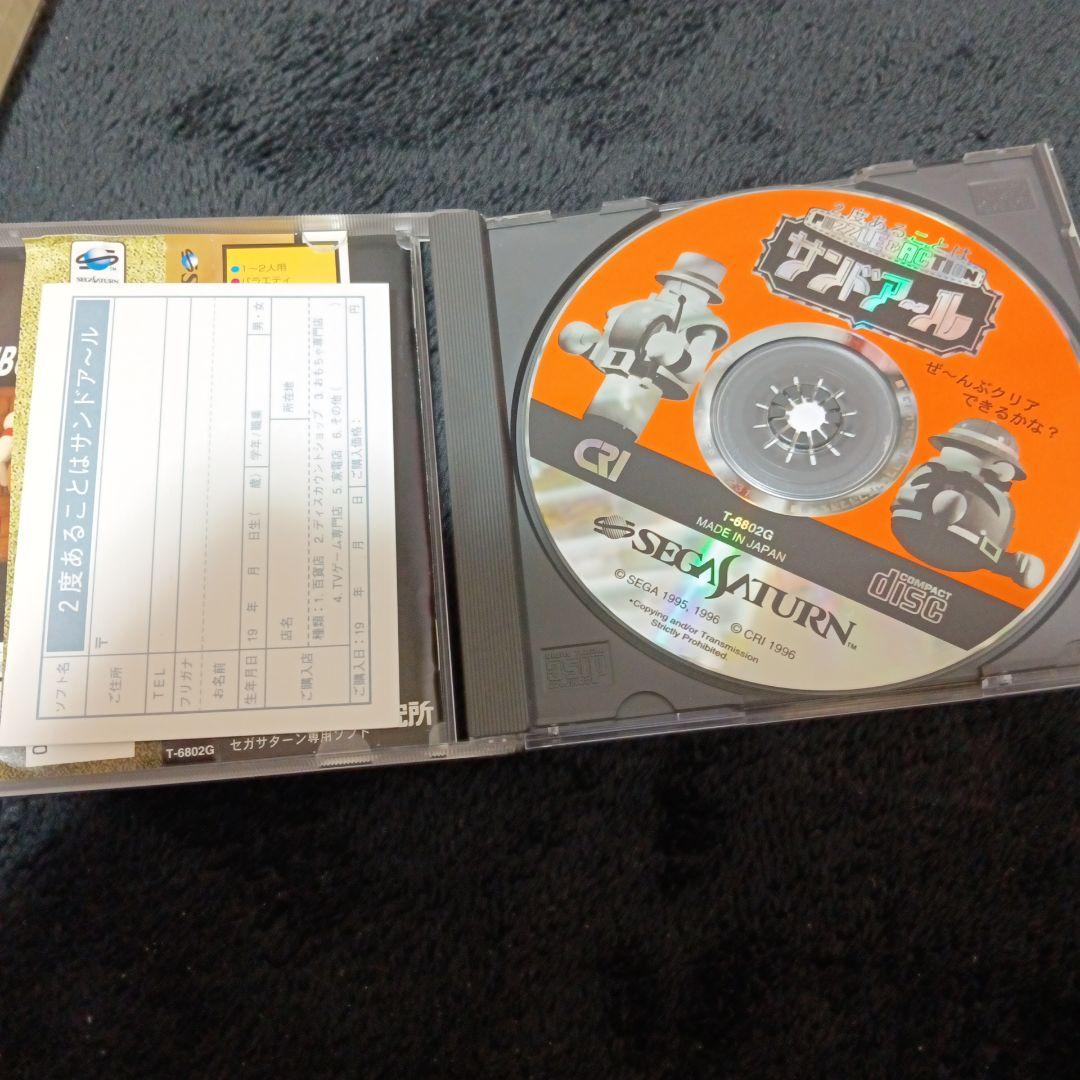 SEGA SATURN
TM
1～2人用
バラエティ
ソフト名
2度あることはサンドア～ル
〒
ご住所
TEL
フリガナ
お名前
生年月日 19 年 月 日生( 歳) 学年/職業 男・女
ご購入店
店名
所在地
種類：1. 百貨店 2. ディスカウントショップ 3. おもちゃ専門店
4. TVゲーム専門店 5. 家電店 6. その他( )
ご購入日：19 年 月 日 ご購入価格： 円
T-6802G セガサターン専用ソフト
2度あることは
PUZZLE & ACTION
サンドア～ル
ぜ～んぶクリア
できるかな？
CRI
T-6802G
MADE IN JAPAN
SEGA SATURN
TM
COMPACT
disc
© SEGA 1995, 1996 © CRI 1996
•Copying and/or Transmission
Strictly Prohibited.